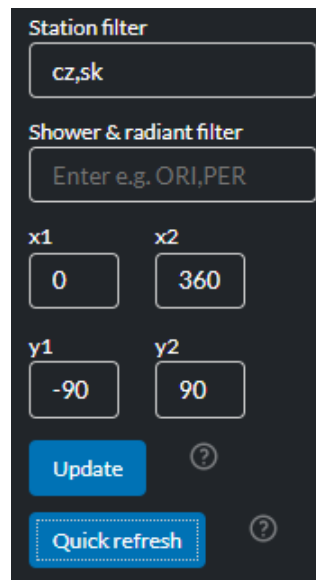 Station filter
cz,sk
Shower & radiant filter
Enter e.g. ORI,PER
x1 x2
0 360
y1 y2
-90 90
Update ?
Quick refresh ?